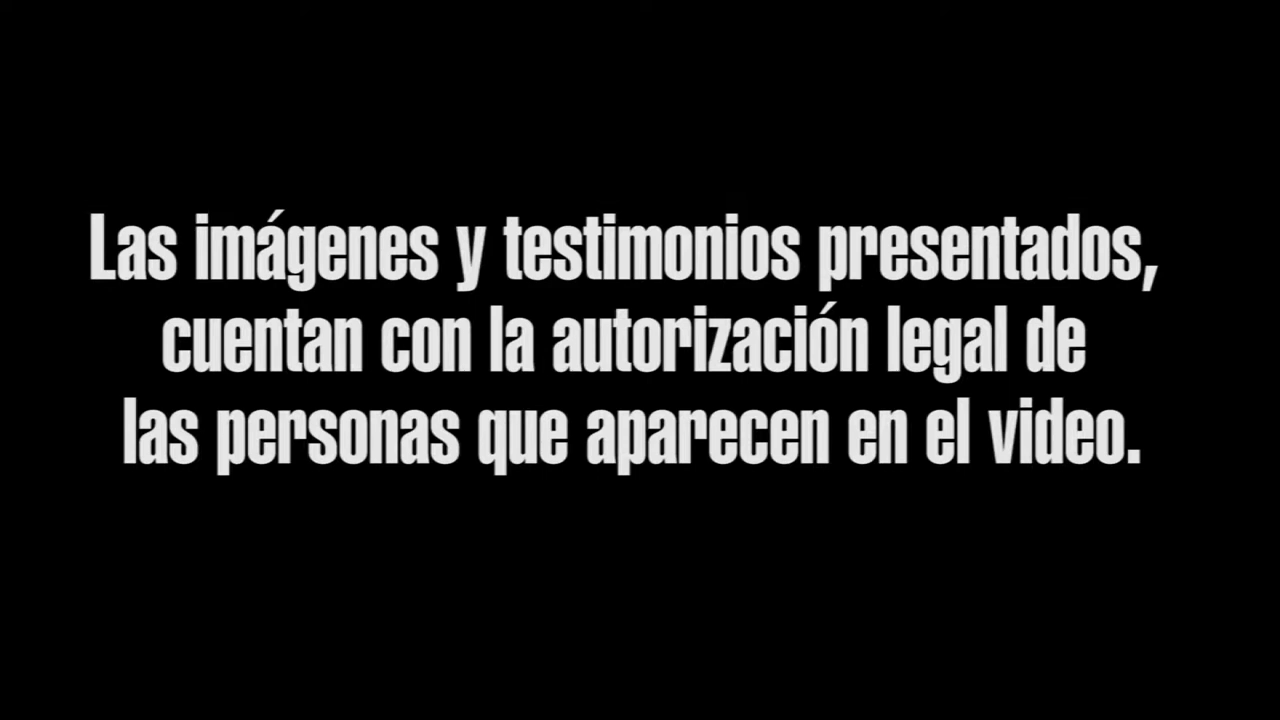 Las imágenes y testimonios presentados,
cuentan con la autorización legal de
las personas que aparecen en el video.